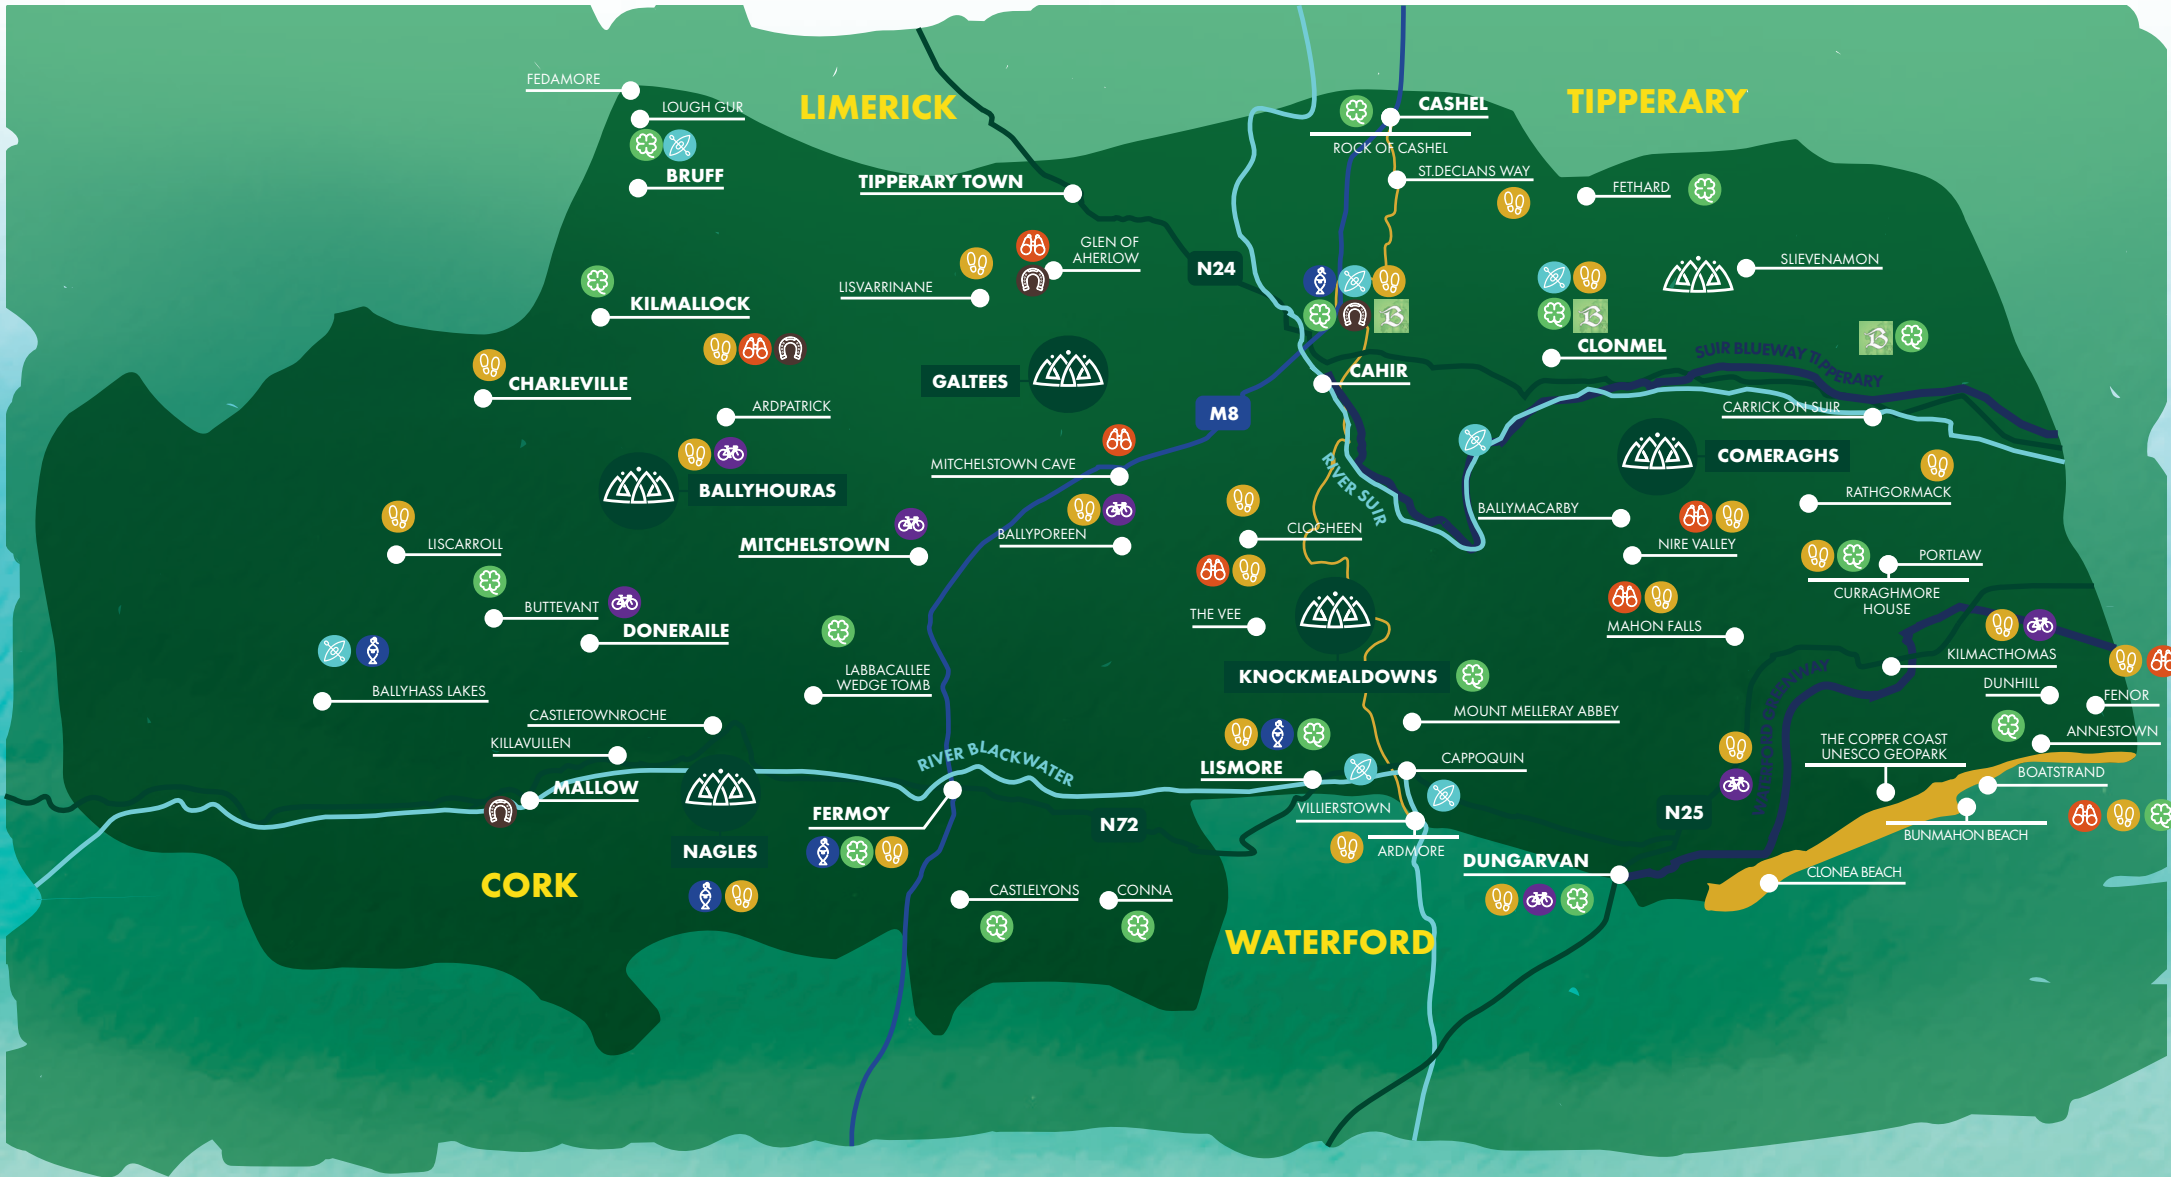 FEDAMORE
LOUGH GUR
LIMERICK
TIPPERARY
CASHEL
ROCK OF CASHEL
BRUFF
TIPPERARY TOWN
ST.DECLANS WAY
FETHARD
GLEN OF
AHERLOW
N24
SLIEVENAMON
LISVARRINANE
KILMALLOCK
B
B
B
CLONMEL
SUIR BLUEWAY TIPPERARY
CHARLEVILLE
GALTEES
CAHIR
ARDPATRICK
M8
CARRICK ON SUIR
MITCHELSTOWN CAVE
COMERAGHS
BALLYHOURAS
RIVER SUIR
RATHGORMACK
BALLYMACARBY
LISCARROLL
MITCHELSTOWN
BALLYPOREEN
CLOGHEEN
NIRE VALLEY
PORTLAW
CURRAGHMORE
HOUSE
BUTTEVANT
DONERAILE
THE VEE
MAHON FALLS
KILMACTHOMAS
LABBACALLEE
WEDGE TOMB
KNOCKMEALDOWNS
WATERFORD GREENWAY
DUNHILL
FENOR
BALLYHASS LAKES
CASTLETOWNROCHE
MOUNT MELLERAY ABBEY
ANNESTOWN
KILLAVULLEN
RIVER BLACKWATER
THE COPPER COAST
UNESCO GEOPARK
LISMORE
CAPPOQUIN
BOATSTRAND
MALLOW
FERMOY
N72
VILLIERSTOWN
N25
BUNMAHON BEACH
NAGLES
ARDMORE
DUNGARVAN
CLONEA BEACH
CORK
CASTLELYONS
CONNA
WATERFORD